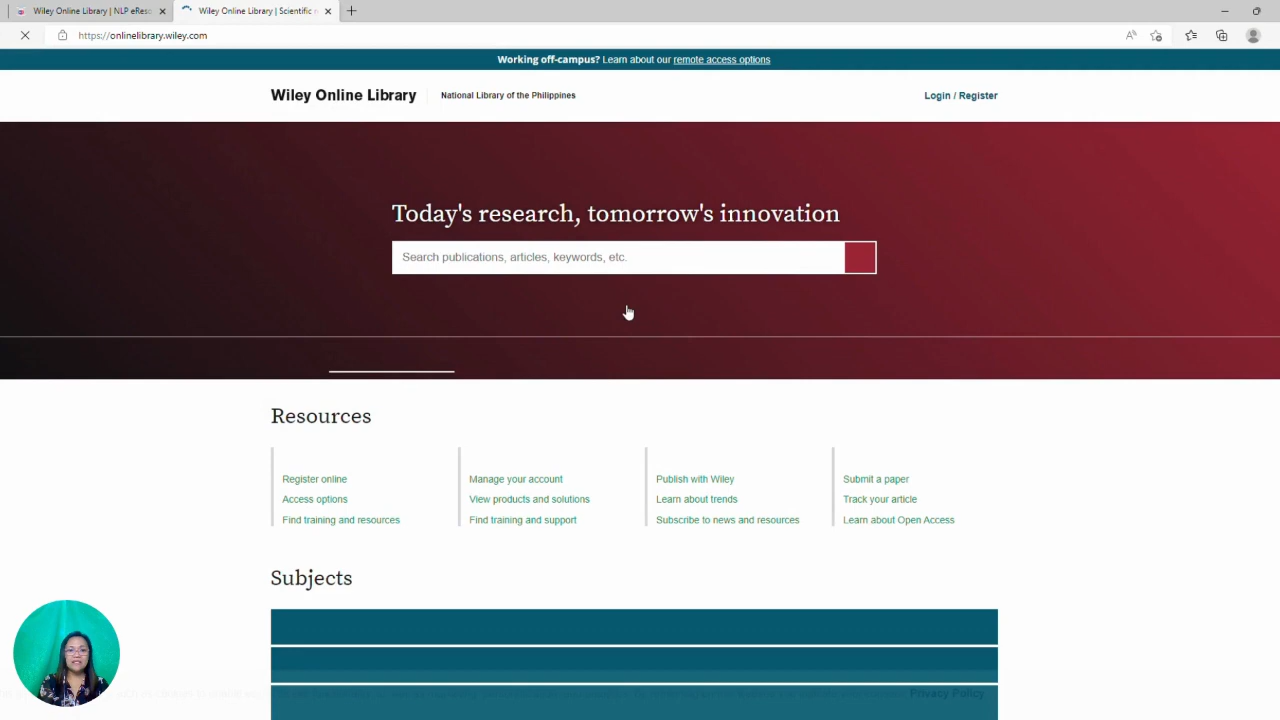 Wiley Online Library | NLP eReso
Wiley Online Library | Scientific r
https://onlinelibrary.wiley.com
Working off-campus? Learn about our remote access options
Wiley Online Library
National Library of the Philippines
Login / Register
Today's research, tomorrow's innovation
Search publications, articles, keywords, etc.
Resources
Register online
Access options
Find training and resources
Manage your account
View products and solutions
Find training and support
Publish with Wiley
Learn about trends
Subscribe to news and resources
Submit a paper
Track your article
Learn about Open Access
Subjects
Privacy Policy